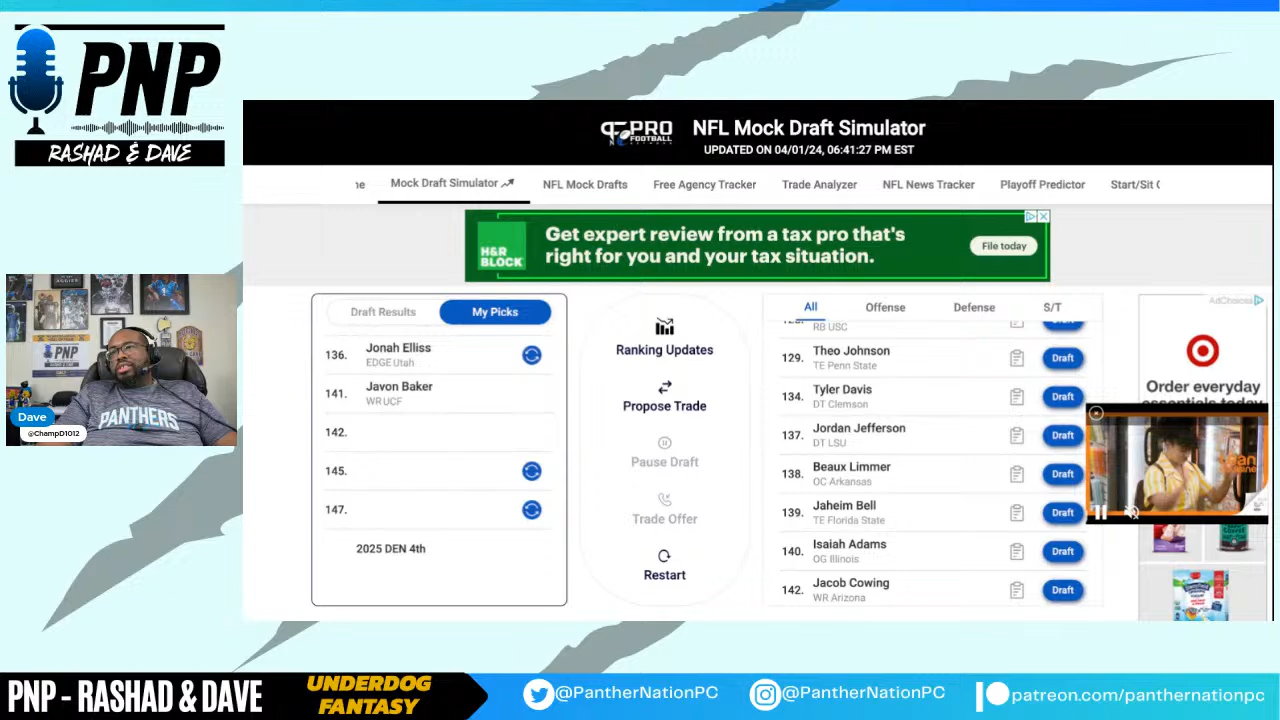 PNP
RASHAD & DAVE
PRO
FOOTBALL
NETWORK
NFL Mock Draft Simulator
UPDATED ON 04/01/24, 06:41:27 PM EST
Mock Draft Simulator
NFL Mock Drafts
Free Agency Tracker
Trade Analyzer
NFL News Tracker
Playoff Predictor
Start/Sit
H&R
BLOCK
Get expert review from a tax pro that's
right for you and your tax situation.
File today
Draft Results
My Picks
136.
Jonah Elliss
EDGE Utah
141.
Javon Baker
WR UCF
142.
145.
147.
2025 DEN 4th
Ranking Updates
Propose Trade
Pause Draft
Trade Offer
Restart
All
Offense
Defense
S/T
RB USC
129.
Theo Johnson
TE Penn State
Draft
134.
Tyler Davis
DT Clemson
Draft
137.
Jordan Jefferson
DT LSU
Draft
138.
Beaux Limmer
OC Arkansas
Draft
139.
Jaheim Bell
TE Florida State
Draft
140.
Isaiah Adams
OG Illinois
Draft
142.
Jacob Cowing
WR Arizona
Draft
AdChoices
Order everyday
PNP
PANTHERS
Dave
@ChampD1012
PNP - RASHAD & DAVE
UNDERDOG
FANTASY
@PantherNationPC
@PantherNationPC
patreon.com/panthernationpc